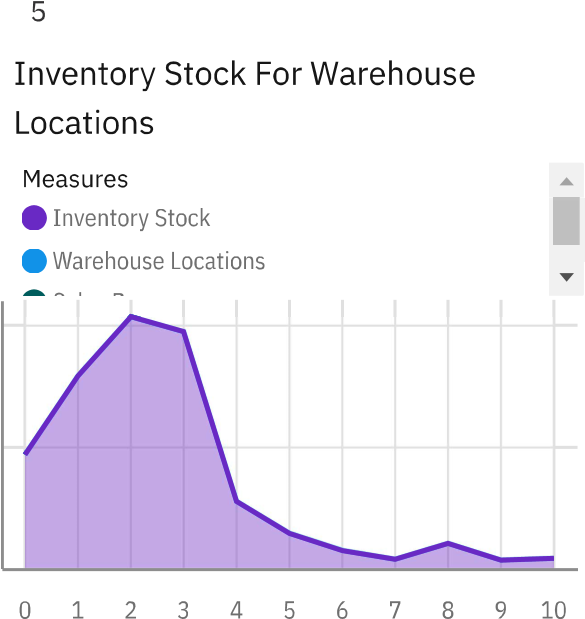 5
Inventory Stock For Warehouse
Locations
Measures
Inventory Stock
Warehouse Locations
0 1 2 3 4 5 6 7 8 9 10